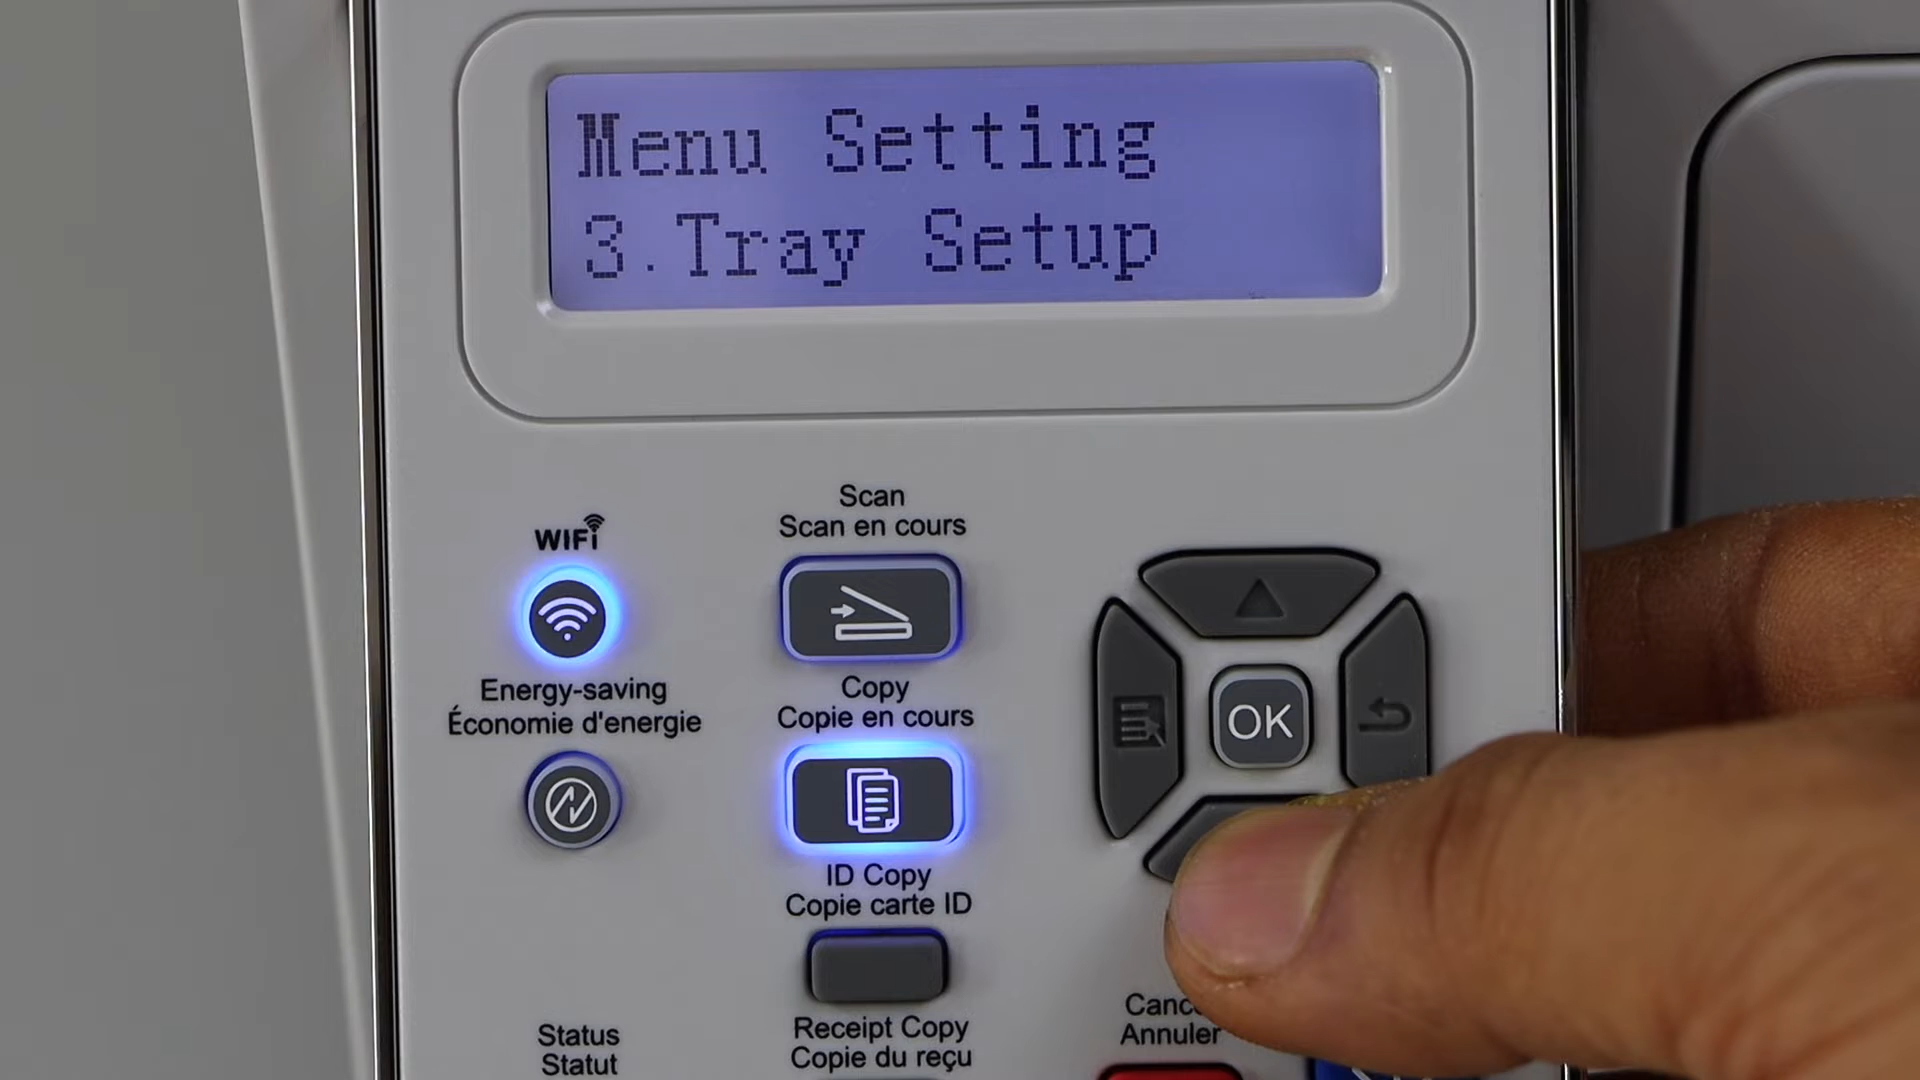 Menu Setting
3.Tray Setup
WIFI
Energy-saving
Économie d'energie
Status
Statut
Scan
Scan en cours
Copy
Copie en cours
ID Copy
Copie carte ID
Receipt Copy
Copie du reçu
OK
Annuler